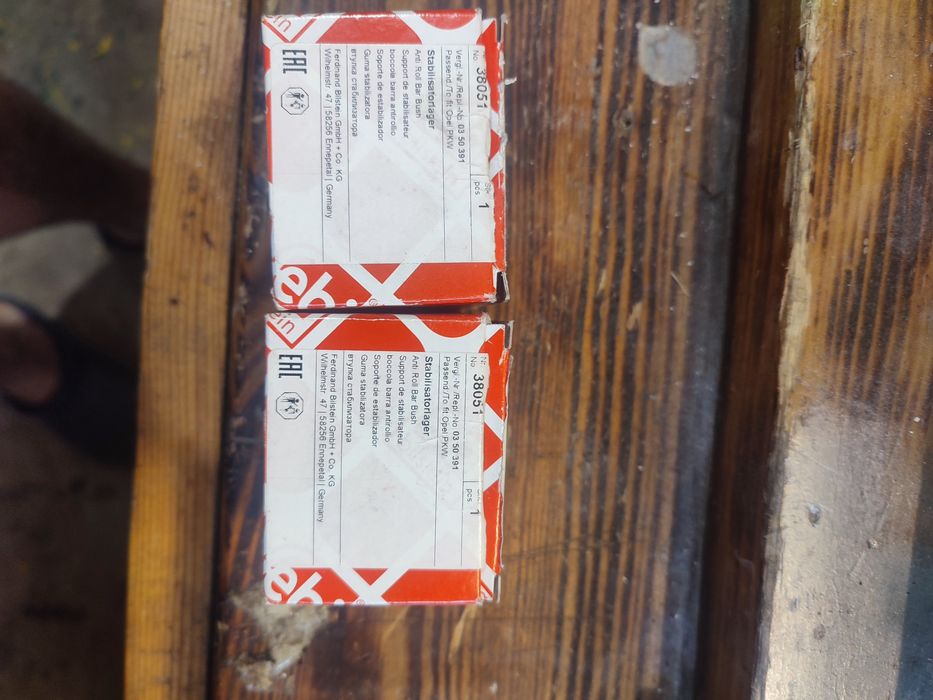 Nr.
No. 38051
pcs 1
Vergl.-Nr./Repl.-No. 03 50 391
Passend/To fit Opel PKW
Stabilisatorlager
Anti Roll Bar Bush
Support de stabilisateur
boccola barra antirollio
Soporte de estabilizador
Guma stabilizatora
втулка стабилизатора
Ferdinand Bilstein GmbH + Co. KG
Wilhelmstr. 47 | 58256 Ennepetal | Germany
EAC
Nr.
No. 38051
pcs 1
Vergl.-Nr./Repl.-No. 03 50 391
Passend/To fit Opel PKW
Stabilisatorlager
Anti Roll Bar Bush
Support de stabilisateur
boccola barra antirollio
Soporte de estabilizador
Guma stabilizatora
втулка стабилизатора
Ferdinand Bilstein GmbH + Co. KG
Wilhelmstr. 47 | 58256 Ennepetal | Germany
EAC